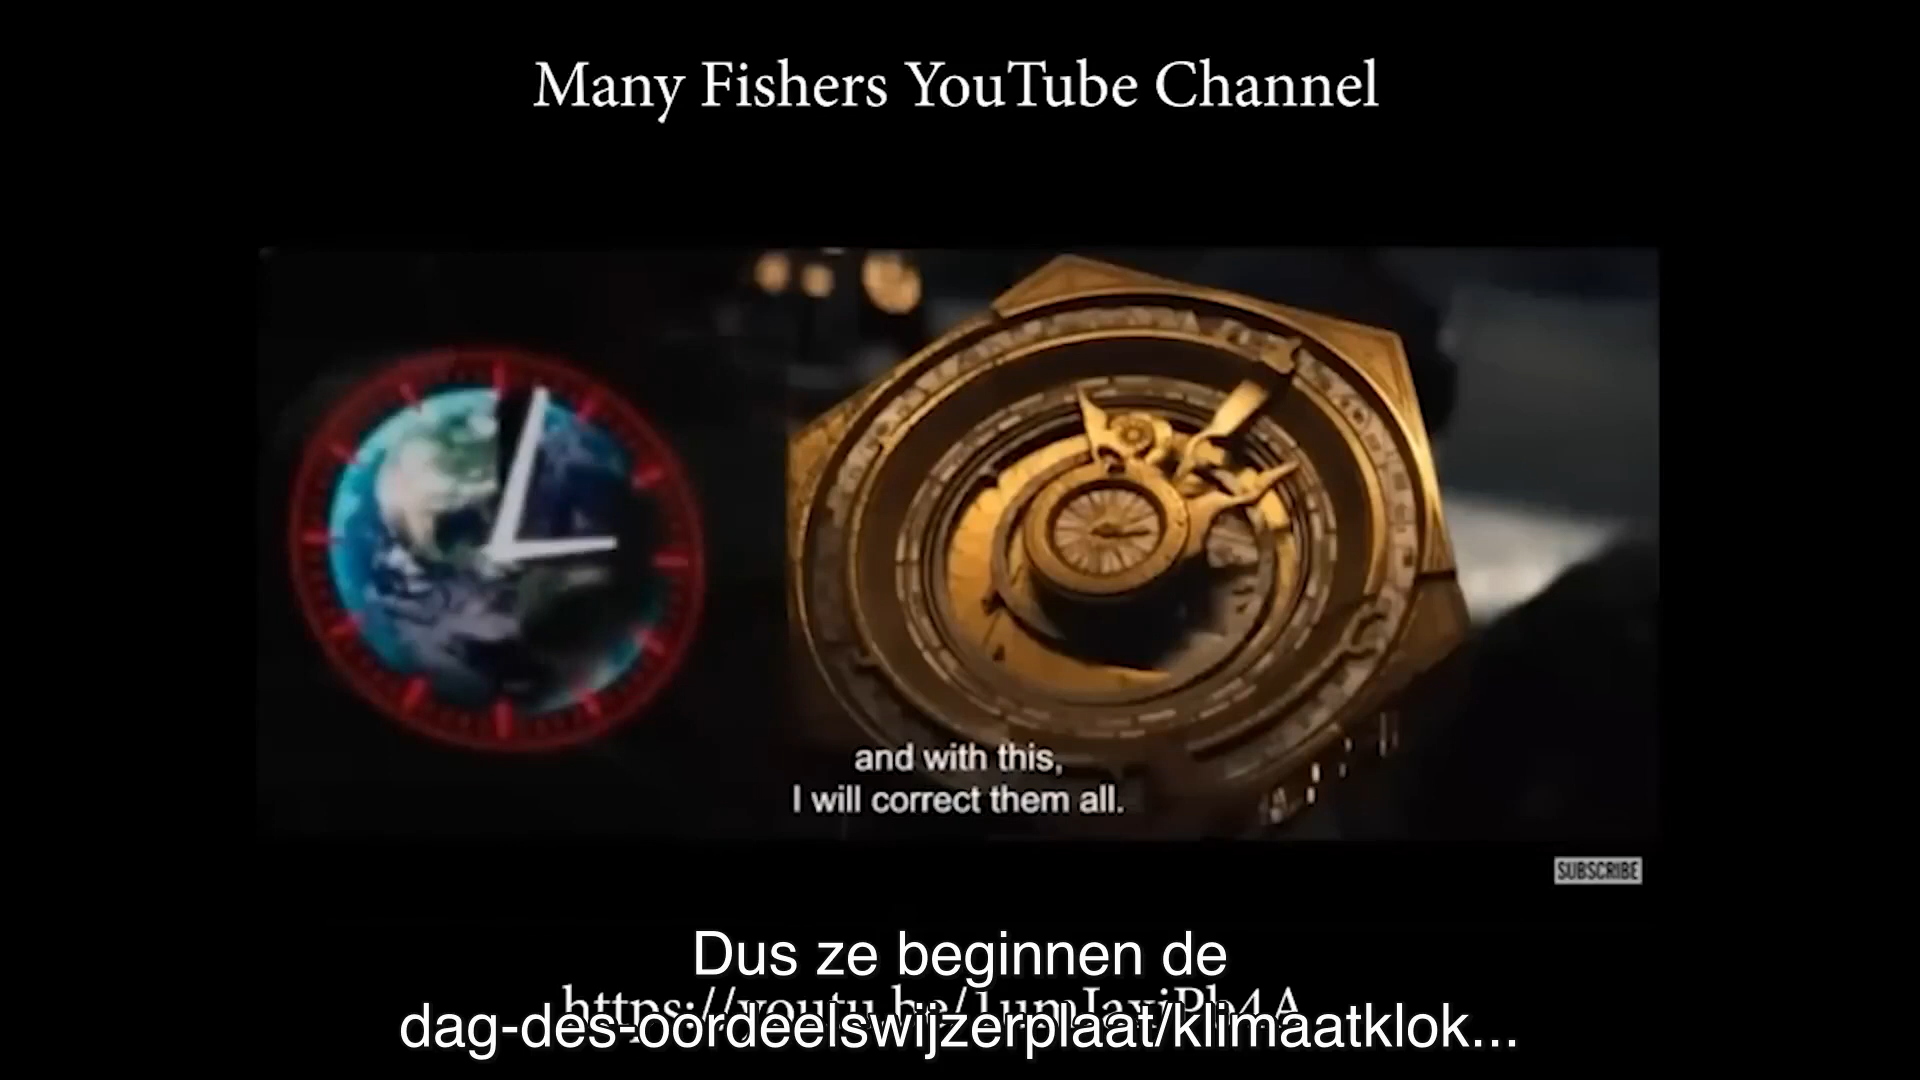 Many Fishers YouTube Channel
and with this,
I will correct them all.
SUBSCRIBE
Dus ze beginnen de
dag-des-oordeelswijzerplaat/klimaatklok...